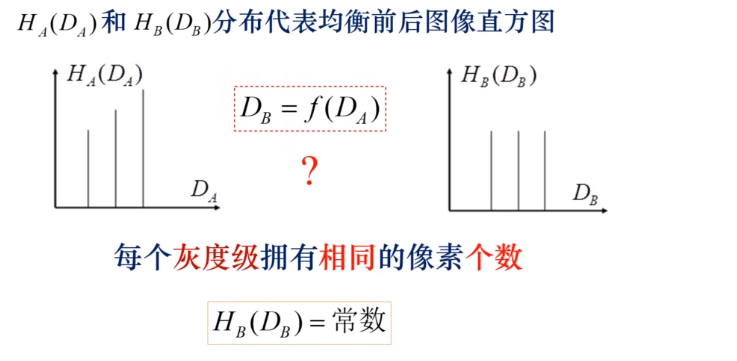 H_A(D_A)和 H_B(D_B)分布代表均衡前后图像直方图
H_A(D_A)
D_B = f(D_A)
H_B(D_B)
?
D_A
D_B
每个灰度级拥有相同的像素个数
H_B(D_B) = 常数